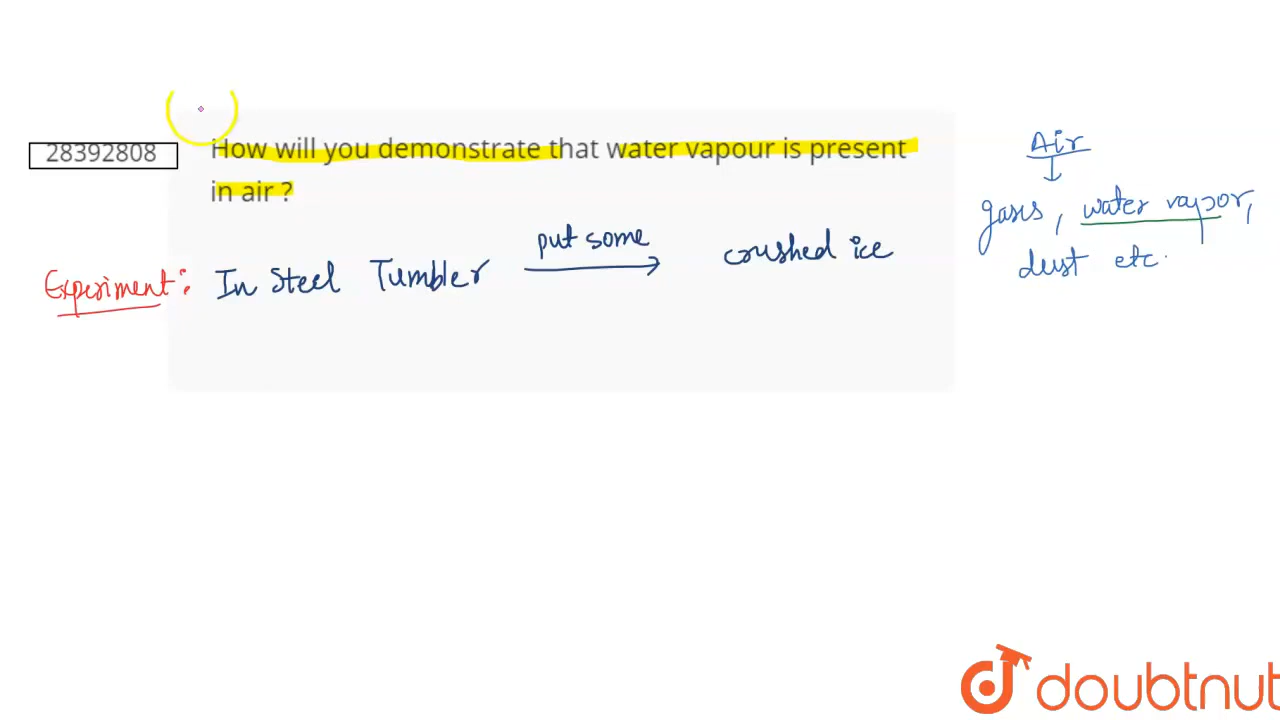 28392808
How will you demonstrate that water vapour is present
in air ?
Air
gases, water vapor,
dust etc.
Experiment: In Steel Tumbler put some crushed ice
doubtnut